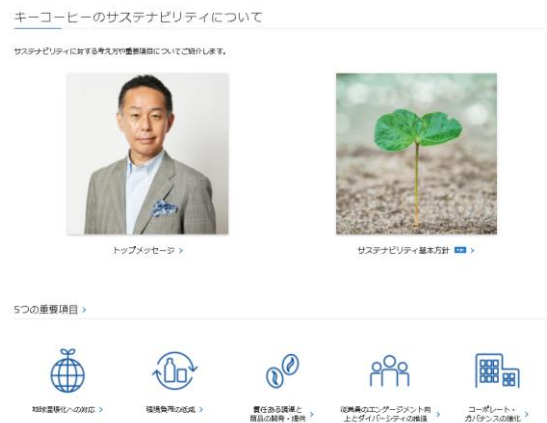 キーコーヒーのサステナビリティについて
サステナビリティに対する考え方や重要項目についてご紹介します。
トップメッセージ
サステナビリティ基本方針
5つの重要項目
地球温暖化への対応
環境負荷の低減
責任ある調達と
商品の開発・提供
従業員のエンゲージメント向
上とダイバーシティの推進
コーポレート・
ガバナンスの強化